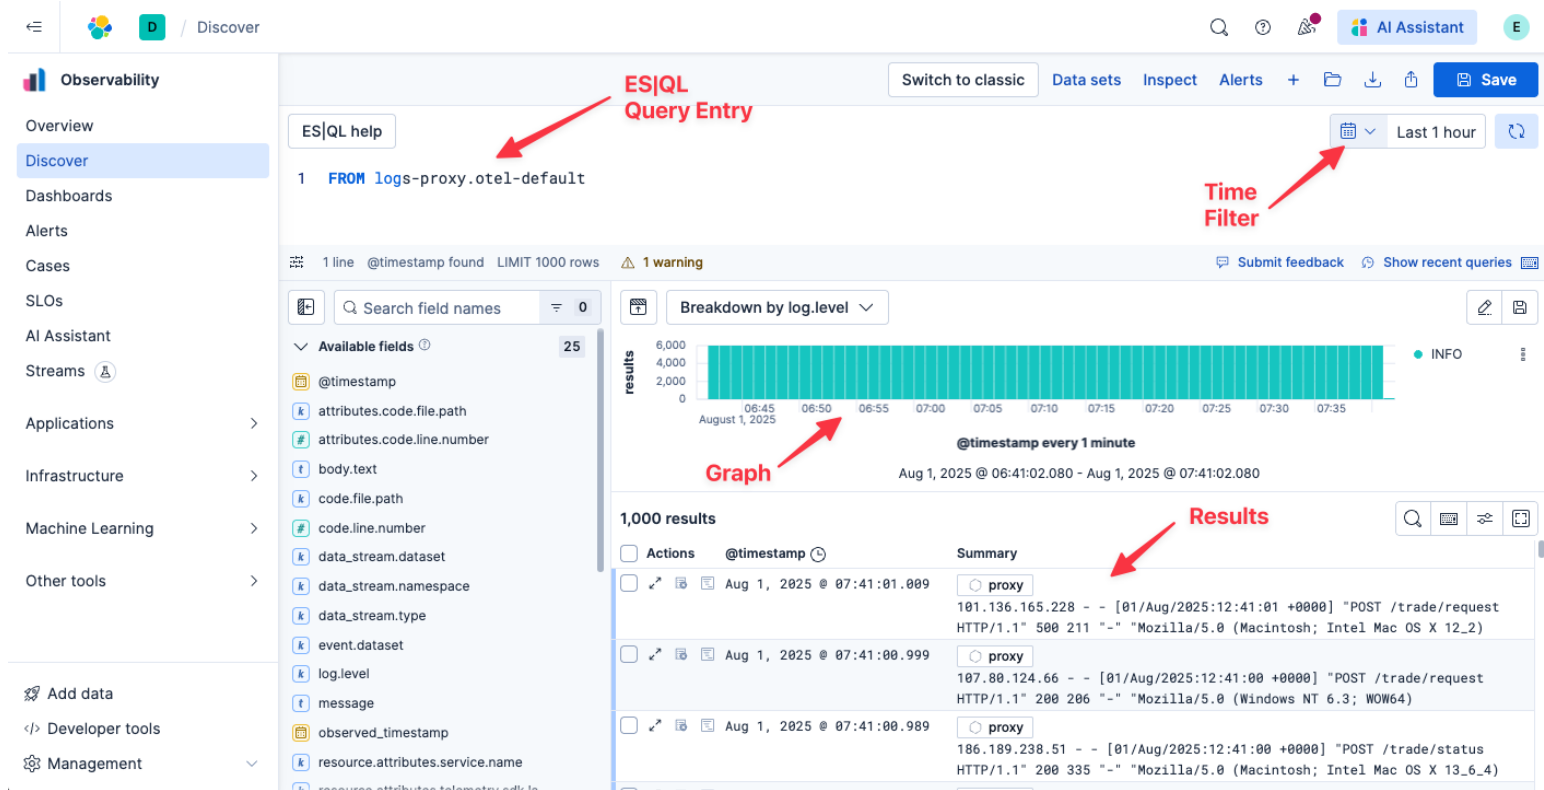 D / Discover
AI Assistant
E
Observability
Overview
Discover
Dashboards
Alerts
Cases
SLOs
AI Assistant
Streams
Applications
Infrastructure
Machine Learning
Other tools
Add data
Developer tools
Management
Switch to classic Data sets Inspect Alerts + Save
ES|QL help
ES|QL
Query Entry
Last 1 hour
Time
Filter
1 FROM logs-proxy.otel-default
1 line @timestamp found LIMIT 1000 rows 1 warning
Submit feedback Show recent queries
Search field names 0
Available fields 25
@timestamp
attributes.code.file.path
attributes.code.line.number
body.text
code.file.path
code.line.number
data_stream.dataset
data_stream.namespace
data_stream.type
event.dataset
log.level
message
observed_timestamp
resource.attributes.service.name
resource.attributes.telemetry.sdk.la
Breakdown by log.level
results
6,000
4,000
2,000
0
06:45 06:50 06:55 07:00 07:05 07:10 07:15 07:20 07:25 07:30 07:35
August 1, 2025
INFO
@timestamp every 1 minute
Graph
Aug 1, 2025 @ 06:41:02.080 - Aug 1, 2025 @ 07:41:02.080
1,000 results
Results
Actions @timestamp Summary
Aug 1, 2025 @ 07:41:01.009 proxy
101.136.165.228 - - [01/Aug/2025:12:41:01 +0000] "POST /trade/request
HTTP/1.1" 500 211 "-" "Mozilla/5.0 (Macintosh; Intel Mac OS X 12_2)
Aug 1, 2025 @ 07:41:00.999 proxy
107.80.124.66 - - [01/Aug/2025:12:41:00 +0000] "POST /trade/request
HTTP/1.1" 200 206 "-" "Mozilla/5.0 (Windows NT 6.3; WOW64)
Aug 1, 2025 @ 07:41:00.989 proxy
186.189.238.51 - - [01/Aug/2025:12:41:00 +0000] "POST /trade/status
HTTP/1.1" 200 335 "-" "Mozilla/5.0 (Macintosh; Intel Mac OS X 13_6_4)